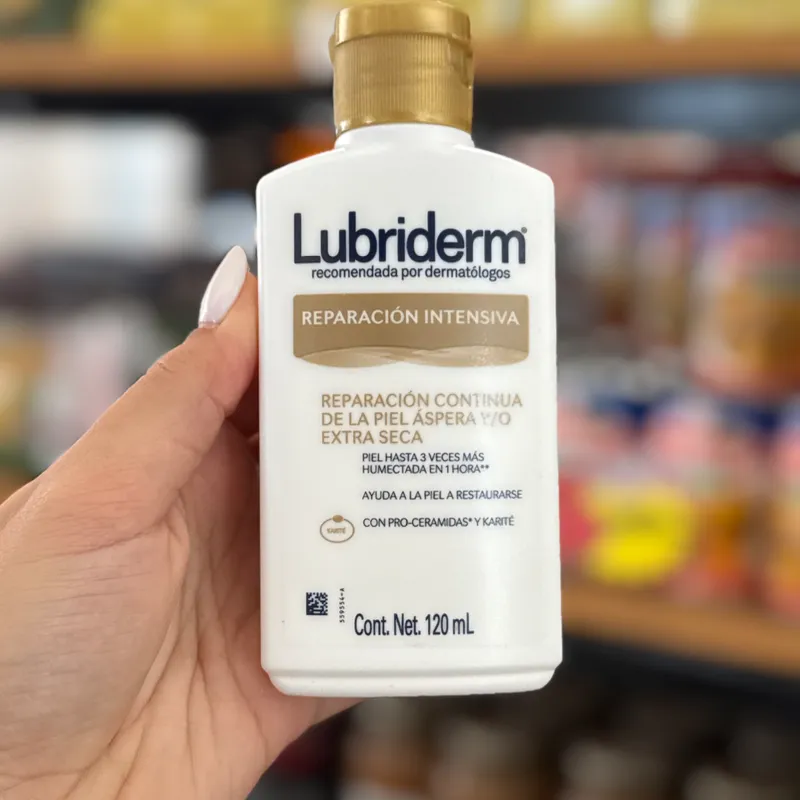 Lubriderm®
recomendada por dermatólogos
REPARACIÓN INTENSIVA
REPARACIÓN CONTINUA
DE LA PIEL ÁSPERA Y/O
EXTRA SECA
PIEL HASTA 3 VECES MÁS
HUMECTADA EN 1 HORA**
AYUDA A LA PIEL A RESTAURARSE
KARITÉ
CON PRO-CERAMIDAS* Y KARITÉ
Cont. Net. 120 mL